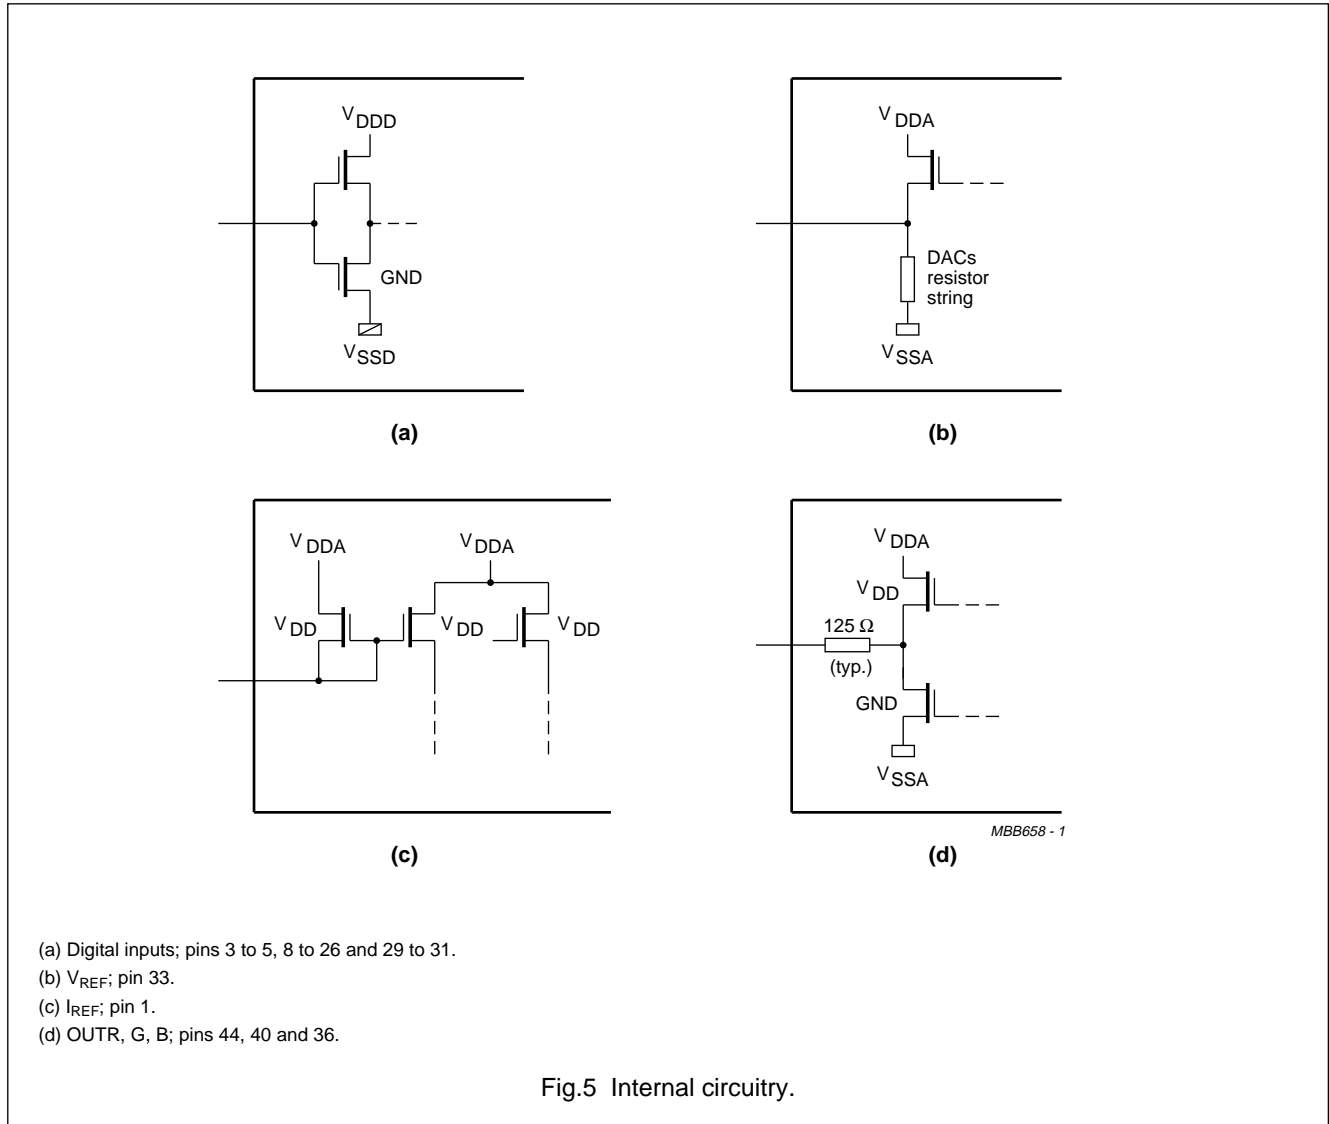 V DDD
GND
V SSD
(a)
V DDA
DACs
resistor
string
V SSA
(b)
V DDA
V DDA
V DD
V DD
V DD
(c)
V DDA
V DD
125 Ω
(typ.)
GND
V SSA
MBB658 - 1
(d)
(a) Digital inputs; pins 3 to 5, 8 to 26 and 29 to 31.
(b) VREF; pin 33.
(c) IREF; pin 1.
(d) OUTR, G, B; pins 44, 40 and 36.
Fig.5 Internal circuitry.